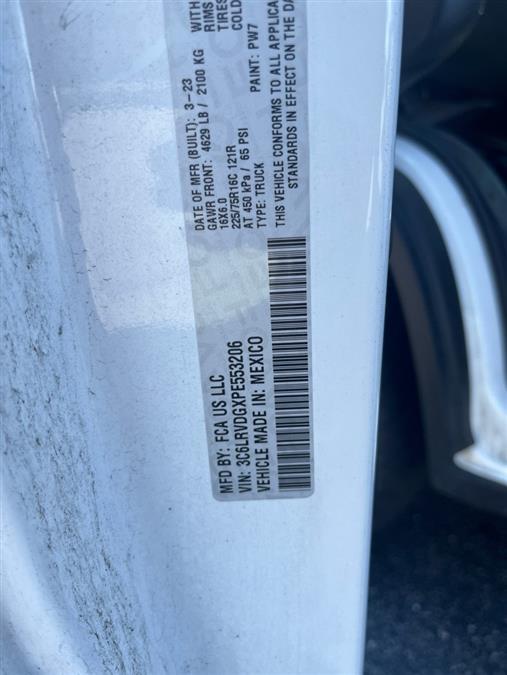 MFD BY: FCA US LLC
DATE OF MFR (BUILT): 3-23
GAWR FRONT: 4629 LB / 2100 KG
WITH
16X6.0
RIMS
225/75R16C 121R
TIRES
AT 450 kPa / 65 PSI
COLD
TYPE: TRUCK
PAINT: PW7
THIS VEHICLE CONFORMS TO ALL APPLICA
STANDARDS IN EFFECT ON THE DA
VIN: 3C6LRVDGXPE553206
VEHICLE MADE IN: MEXICO